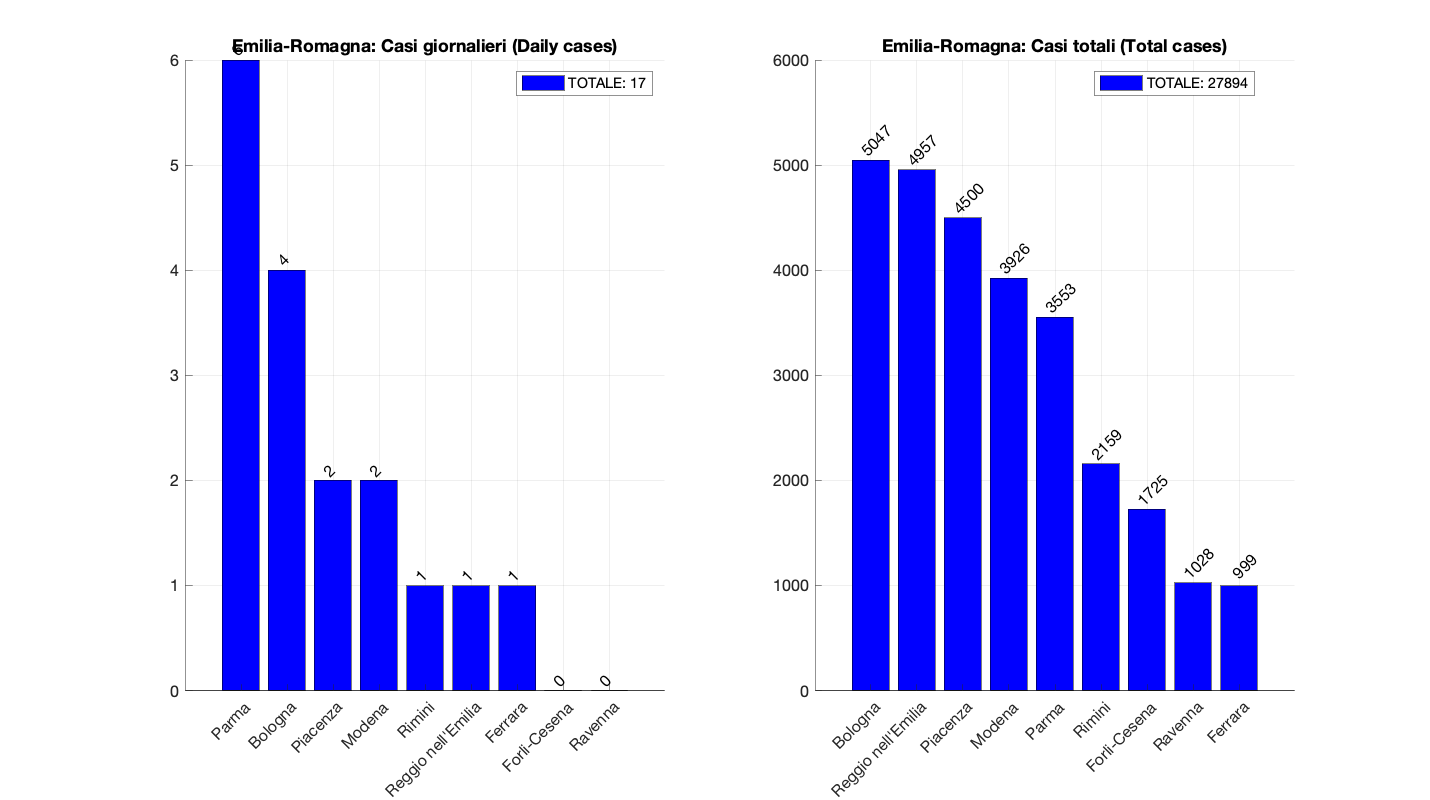 Emilia-Romagna: Casi giornalieri (Daily cases)
TOTALE: 17
6
5
4
3
2
1
0
6
4
2
2
1
1
1
0
0
Parma
Bologna
Piacenza
Modena
Rimini
Reggio nell'Emilia
Ferrara
Forlì-Cesena
Ravenna
Emilia-Romagna: Casi totali (Total cases)
TOTALE: 27894
6000
5000
4000
3000
2000
1000
0
5047
4957
4500
3926
3553
2159
1725
1028
999
Bologna
Reggio nell'Emilia
Piacenza
Modena
Parma
Rimini
Forlì-Cesena
Ravenna
Ferrara